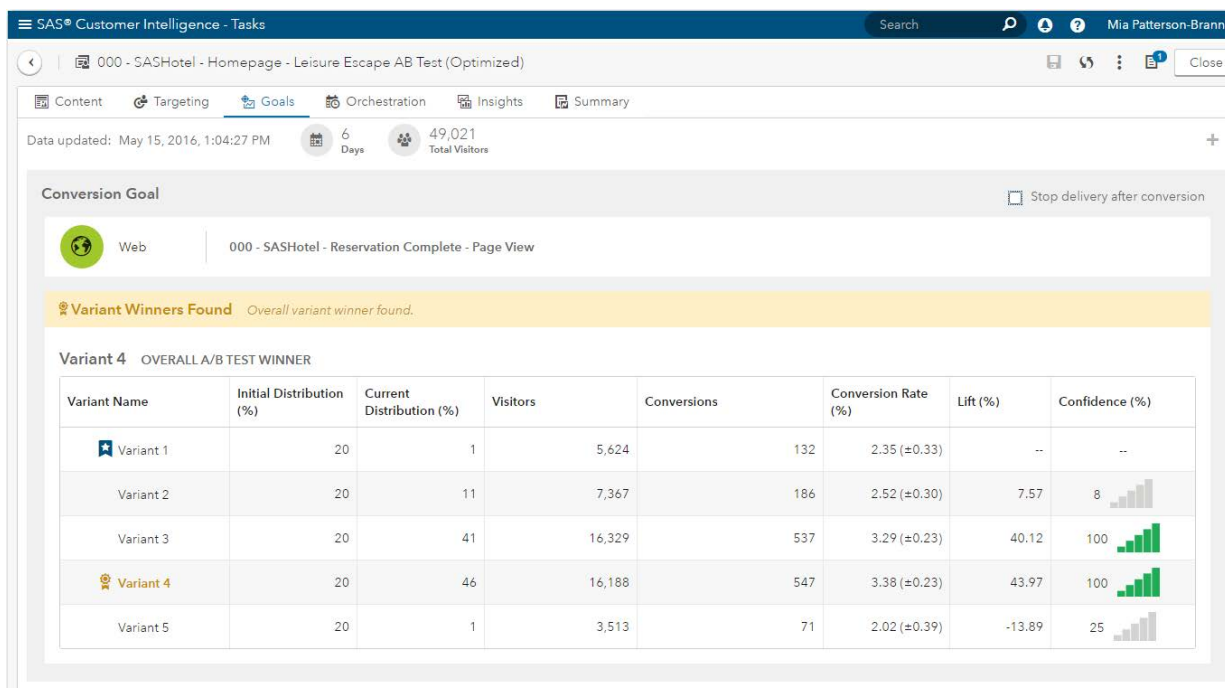 SAS® Customer Intelligence - Tasks Search Mia Patterson-Brann
000 - SASHotel - Homepage - Leisure Escape AB Test (Optimized) 1 Close
Content Targeting Goals Orchestration Insights Summary
Data updated: May 15, 2016, 1:04:27 PM 6 Days 49,021 Total Visitors
Conversion Goal Stop delivery after conversion
Web 000 - SASHotel - Reservation Complete - Page View
Variant Winners Found Overall variant winner found.
Variant 4 OVERALL A/B TEST WINNER
Variant Name Initial Distribution (%) Current Distribution (%) Visitors Conversions Conversion Rate (%) Lift (%) Confidence (%)
Variant 1 20 1 5,624 132 2.35 (±0.33) -- --
Variant 2 20 11 7,367 186 2.52 (±0.30) 7.57 8
Variant 3 20 41 16,329 537 3.29 (±0.23) 40.12 100
Variant 4 20 46 16,188 547 3.38 (±0.23) 43.97 100
Variant 5 20 1 3,513 71 2.02 (±0.39) -13.89 25